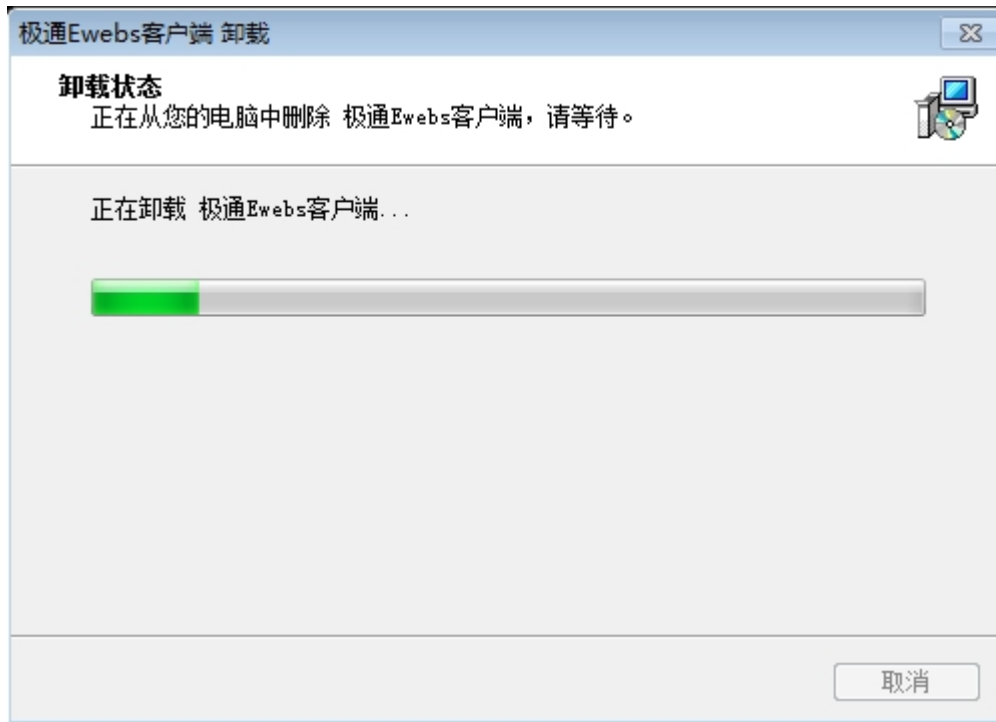 极通Ewebs客户端 卸载
卸载状态
正在从您的电脑中删除 极通Ewebs客户端，请等待。
正在卸载 极通Ewebs客户端...
取消